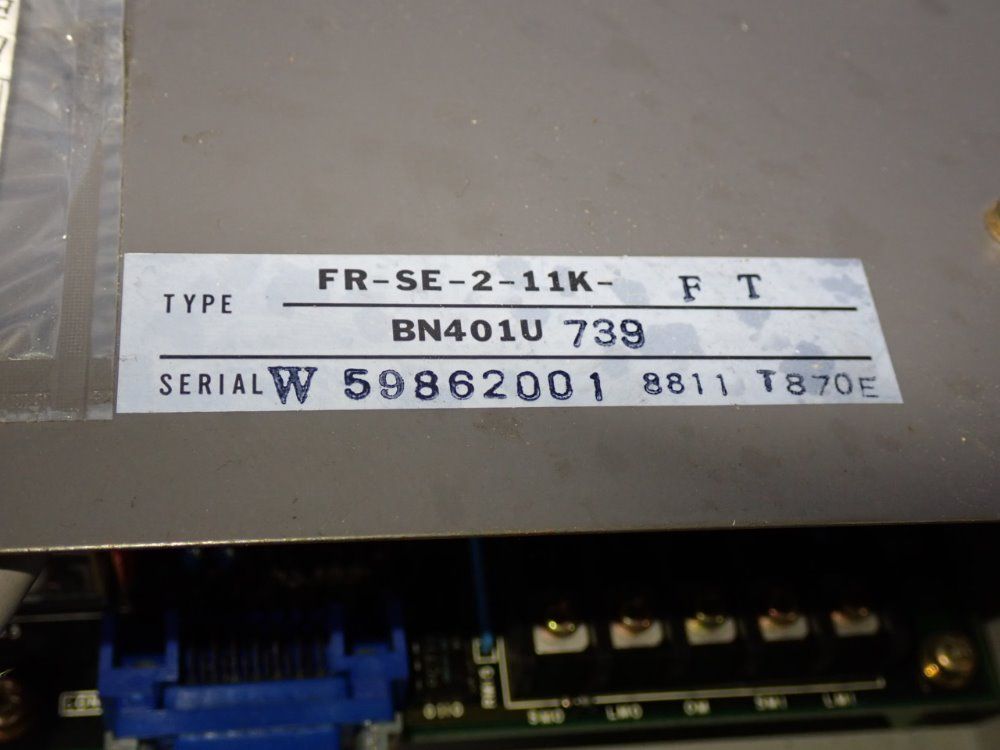 TYPE FR-SE-2-11K- F T
BN401U 739
SERIAL W 59862001 8811 T870E